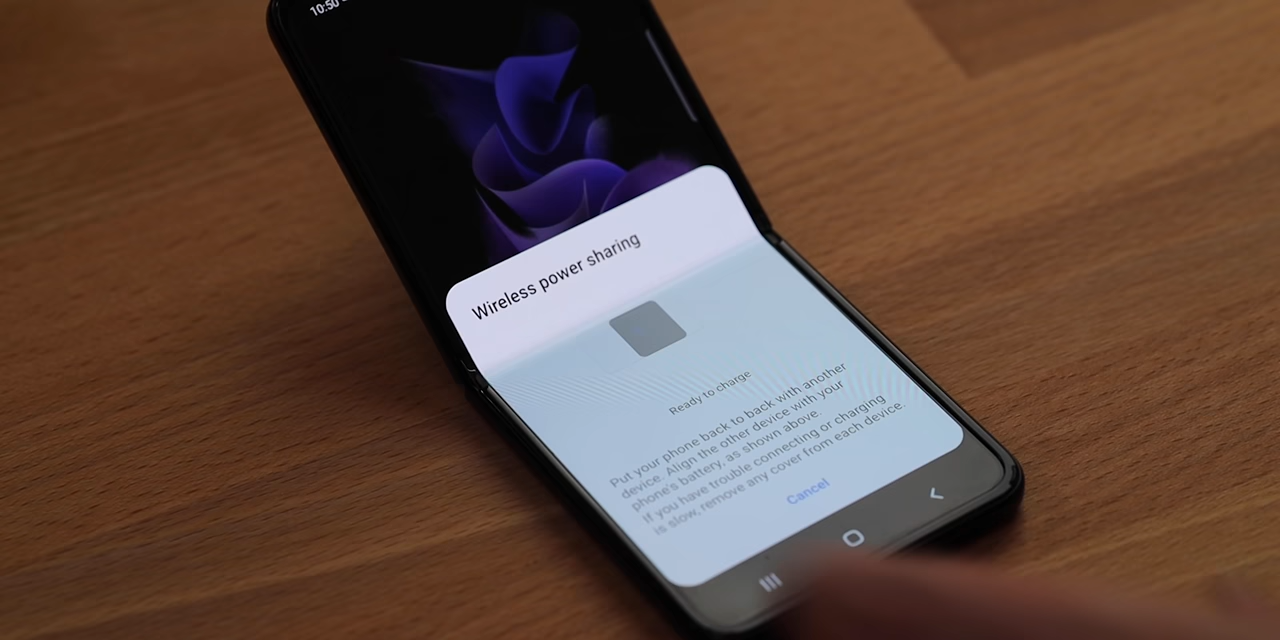 10:50
Wireless power sharing
Ready to charge
Put your phone back to back with another
device. Align the other device with your
phone's battery, as shown above.
If you have trouble connecting or charging
is slow, remove any cover from each device.
Cancel